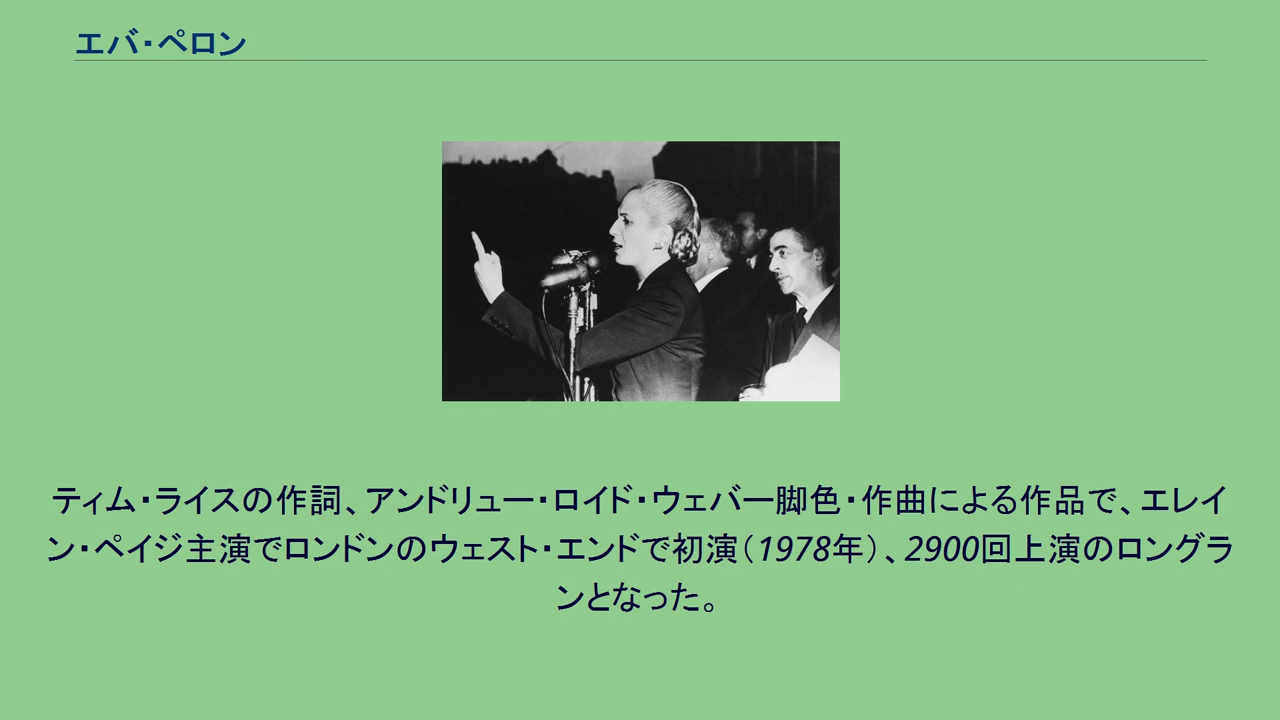 エバ・ペロン
ティム・ライスの作詞、アンドリュー・ロイド・ウェバー脚色・作曲による作品で、エレイ
ン・ペイジ主演でロンドンのウェスト・エンドで初演（1978年）、2900回上演のロングラ
ンとなった。